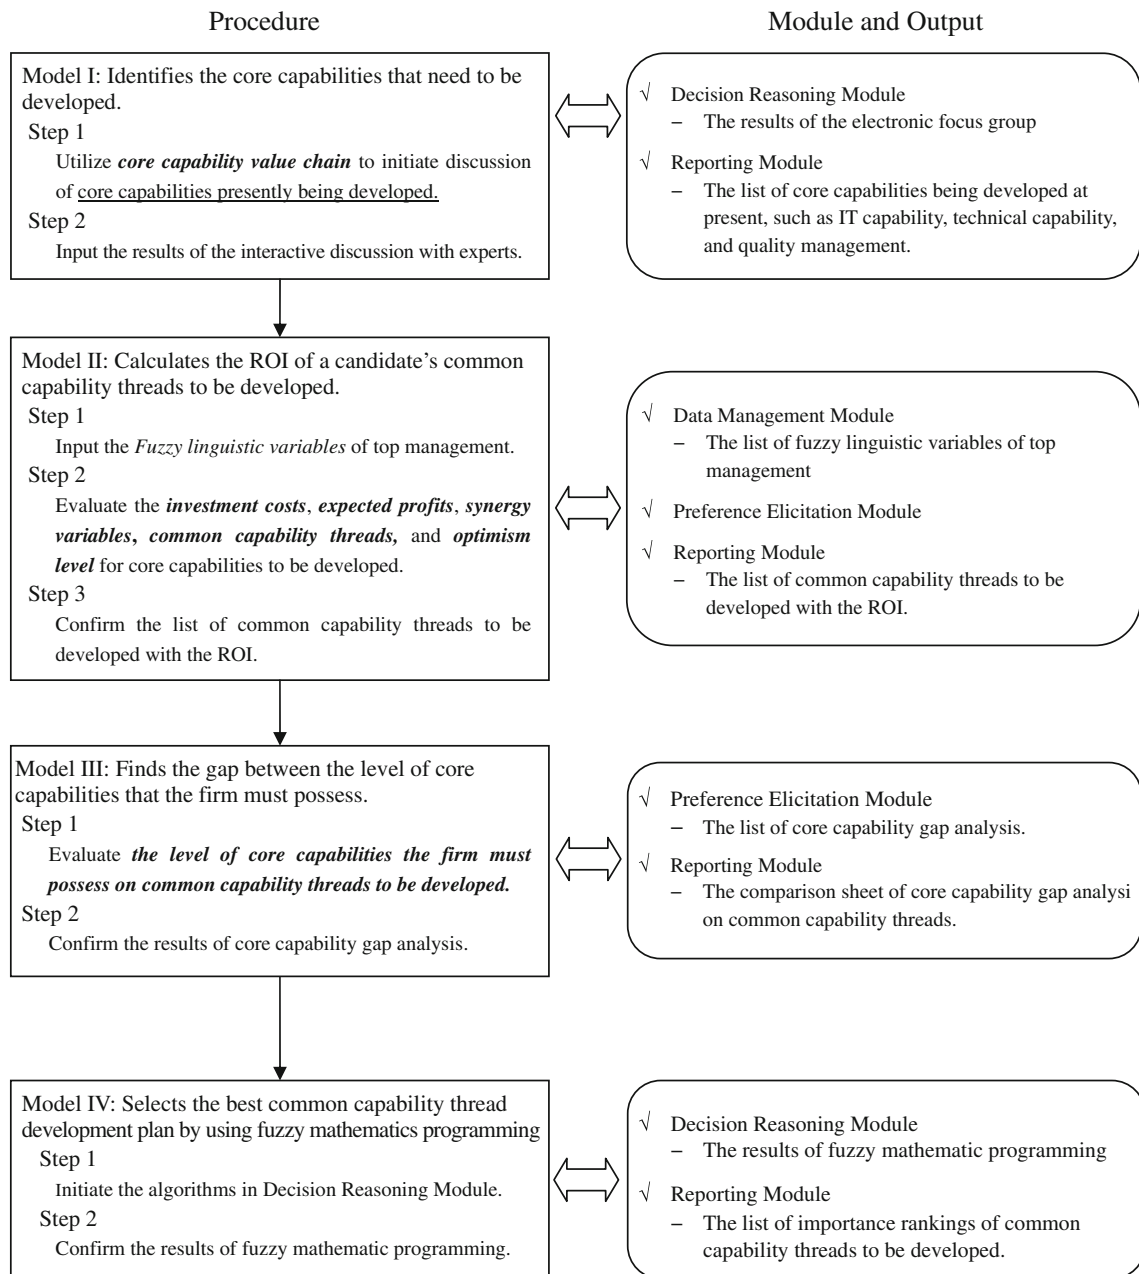 Procedure
Module and Output
Model I: Identifies the core capabilities that need to be
developed.
Step 1
Utilize core capability value chain to initiate discussion
of core capabilities presently being developed.
Step 2
Input the results of the interactive discussion with experts.
√ Decision Reasoning Module
– The results of the electronic focus group
√ Reporting Module
– The list of core capabilities being developed at
present, such as IT capability, technical capability,
and quality management.
Model II: Calculates the ROI of a candidate's common
capability threads to be developed.
Step 1
Input the Fuzzy linguistic variables of top management.
Step 2
Evaluate the investment costs, expected profits, synergy
variables, common capability threads, and optimism
level for core capabilities to be developed.
Step 3
Confirm the list of common capability threads to be
developed with the ROI.
√ Data Management Module
– The list of fuzzy linguistic variables of top
management
√ Preference Elicitation Module
√ Reporting Module
– The list of common capability threads to be
developed with the ROI.
Model III: Finds the gap between the level of core
capabilities that the firm must possess.
Step 1
Evaluate the level of core capabilities the firm must
possess on common capability threads to be developed.
Step 2
Confirm the results of core capability gap analysis.
√ Preference Elicitation Module
– The list of core capability gap analysis.
√ Reporting Module
– The comparison sheet of core capability gap analysi
on common capability threads.
Model IV: Selects the best common capability thread
development plan by using fuzzy mathematics programming
Step 1
Initiate the algorithms in Decision Reasoning Module.
Step 2
Confirm the results of fuzzy mathematic programming.
√ Decision Reasoning Module
– The results of fuzzy mathematic programming
√ Reporting Module
– The list of importance rankings of common
capability threads to be developed.